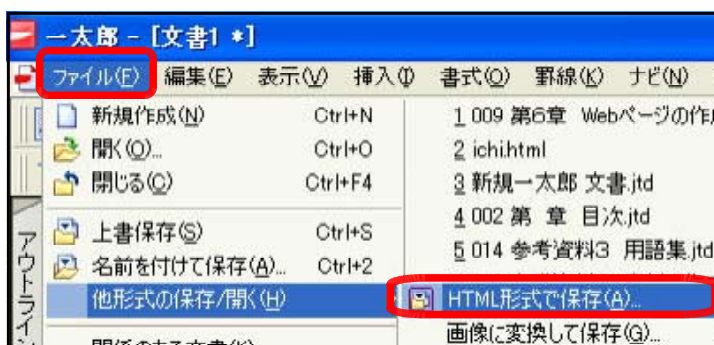 一太郎 - [文書1 *]
ファイル(F) 編集(E) 表示(V) 挿入(I) 書式(O) 罫線(K) ナビ(N)
新規作成(N) Ctrl+N
開く(O)... Ctrl+O
閉じる(C) Ctrl+F4
上書保存(S) Ctrl+S
名前を付けて保存(A)... Ctrl+2
他形式の保存/開く(H)
1 009 第6章 Webページの作成
2 ichi.html
3 新規一太郎 文書.jtd
4 002 第 章 目次.jtd
5 014 参考資料3 用語集.jtd
HTML形式で保存(A)...
画像に変換して保存(G)...
アウトライン